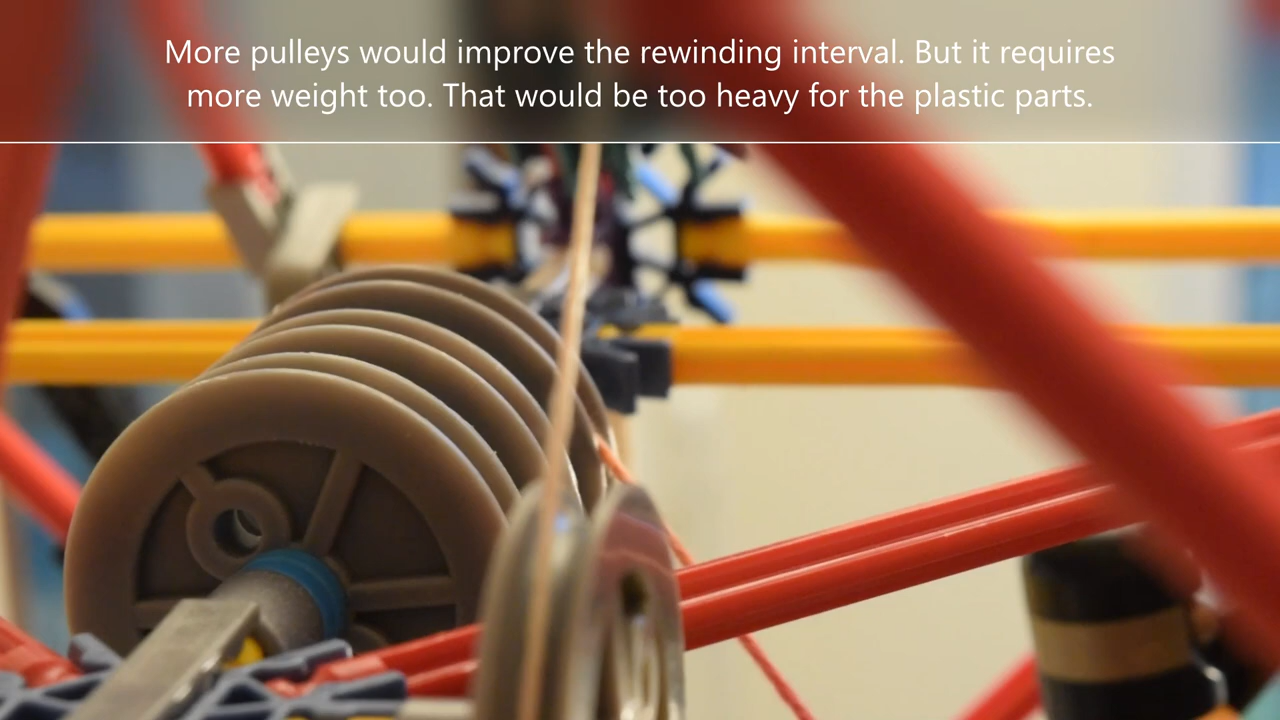 More pulleys would improve the rewinding interval. But it requires
more weight too. That would be too heavy for the plastic parts.